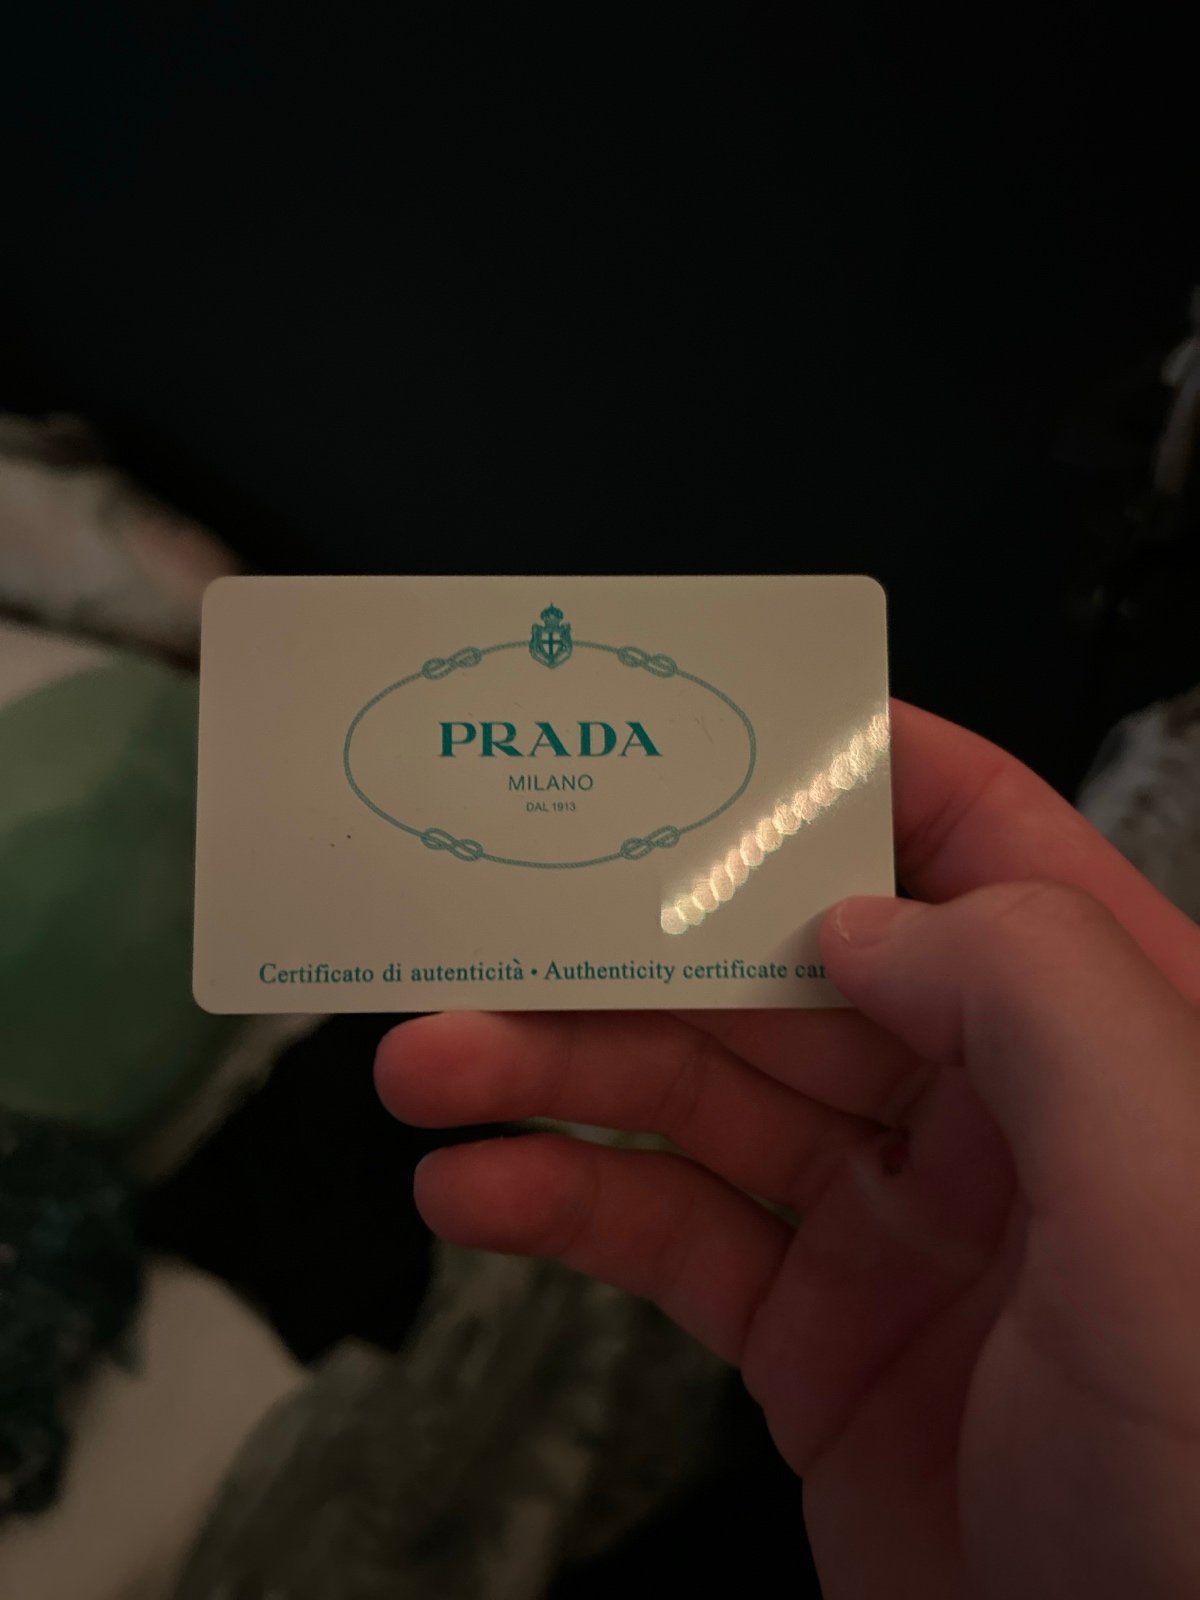 PRADA
MILANO
DAL 1913
Certificato di autenticità • Authenticity certificate